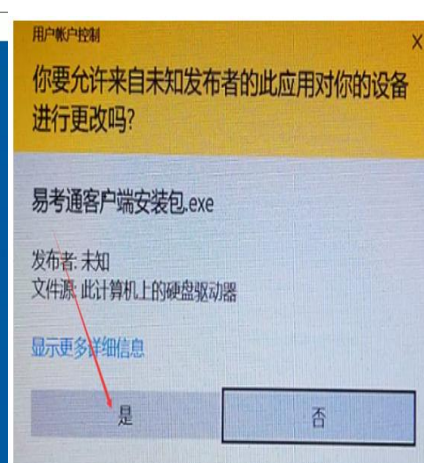 用户帐户控制
X
你要允许来自未知发布者的此应用对你的设备
进行更改吗?
易考通客户端安装包.exe
发布者: 未知
文件源: 此计算机上的硬盘驱动器
显示更多详细信息
是
否